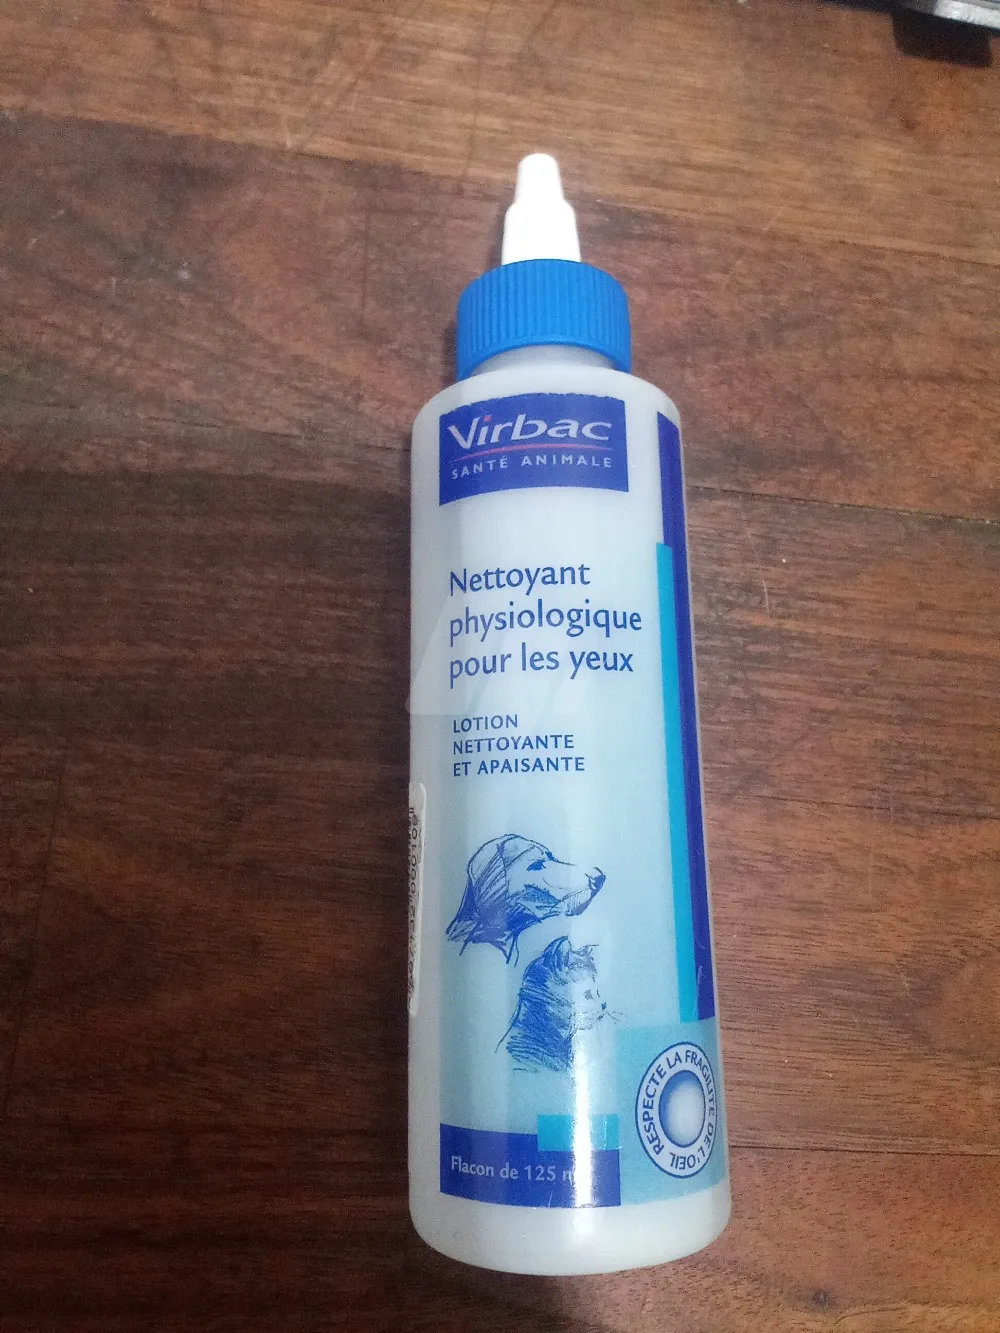 Virbac
SANTÉ ANIMALE
Nettoyant
physiologique
pour les yeux
LOTION
NETTOYANTE
ET APAISANTE
RESPECTE LA FRAGILITÉ DE L'OEIL
Flacon de 125